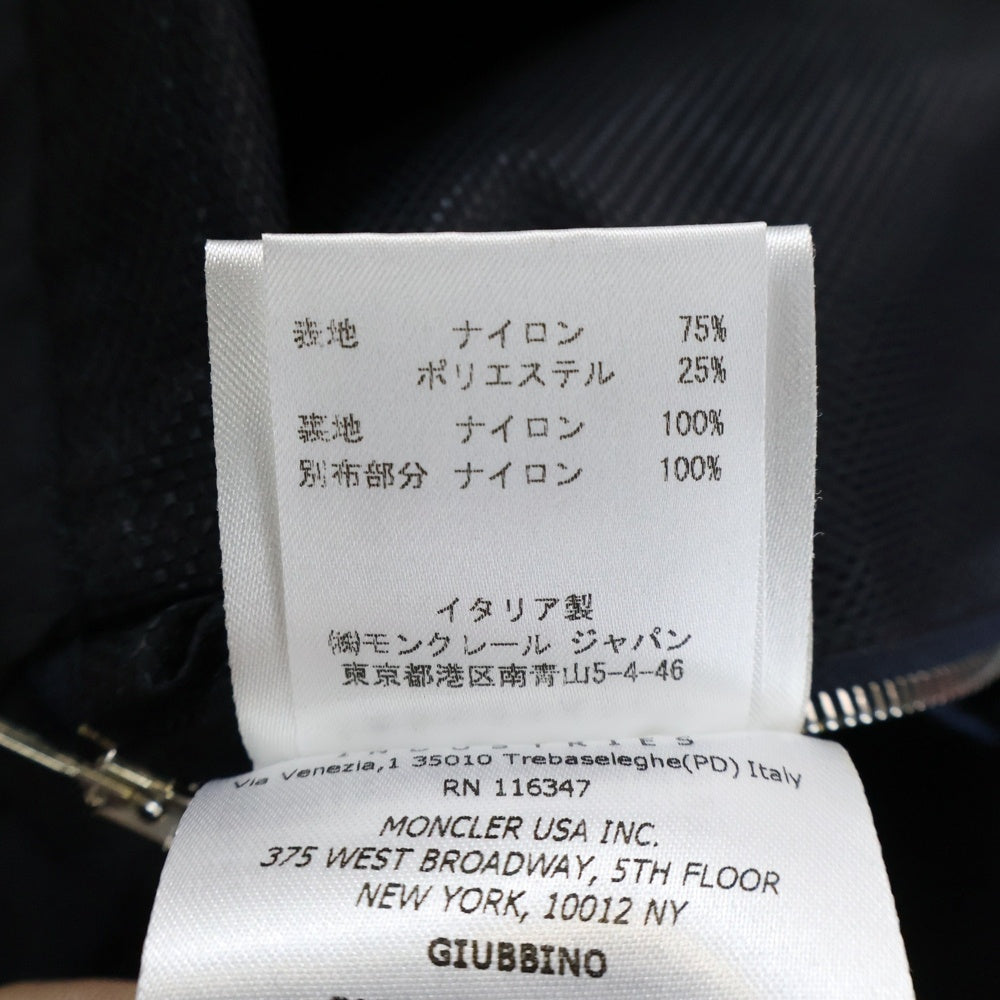 表地 ナイロン 75%
ポリエステル 25%
裏地 ナイロン 100%
別布部分 ナイロン 100%
イタリア製
㈱モンクレール ジャパン
東京都港区南青山5-4-46
INDUSTRIES
Via Venezia,1 35010 Trebaseleghe(PD) Italy
RN 116347
MONCLER USA INC.
375 WEST BROADWAY, 5TH FLOOR
NEW YORK, 10012 NY
GIUBBINO